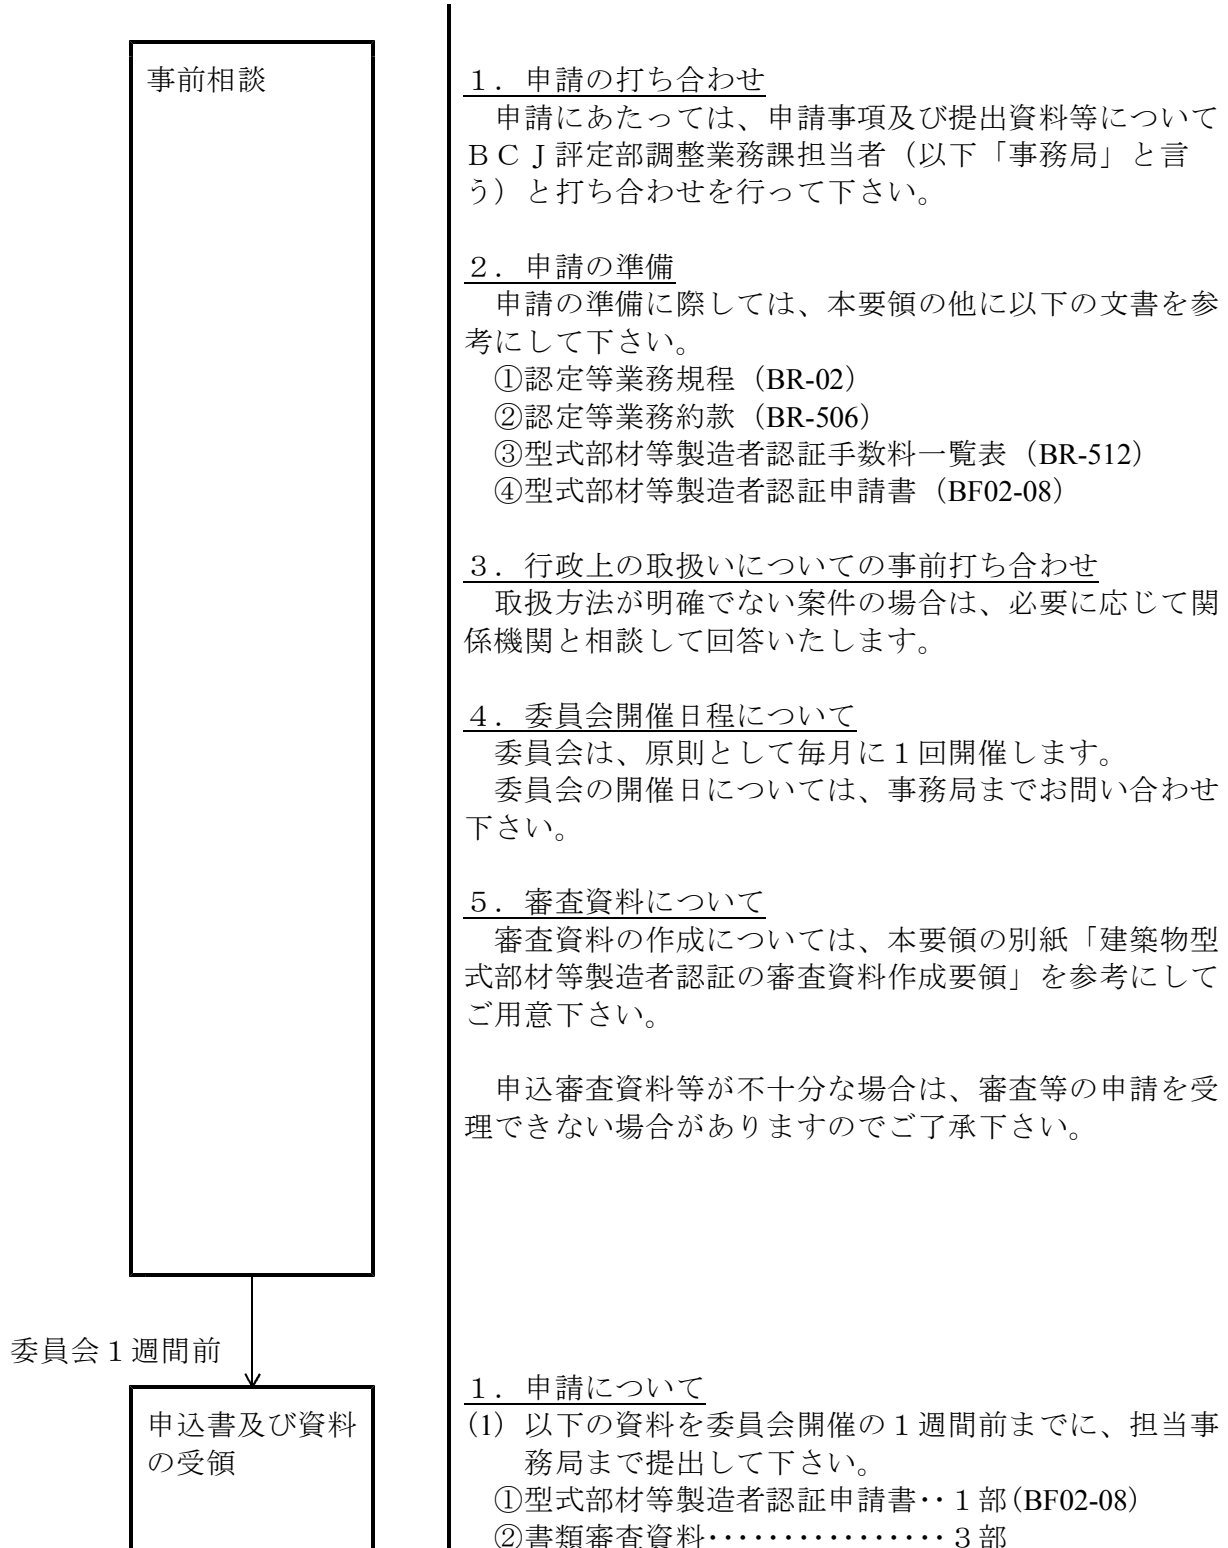 事前相談
１．申請の打ち合わせ
申請にあたっては、申請事項及び提出資料等について
ＢＣＪ評定部調整業務課担当者（以下「事務局」と言
う）と打ち合わせを行って下さい。
２．申請の準備
申請の準備に際しては、本要領の他に以下の文書を参
考にして下さい。
①認定等業務規程（BR-02）
②認定等業務約款（BR-506）
③型式部材等製造者認証手数料一覧表（BR-512）
④型式部材等製造者認証申請書（BF02-08）
３．行政上の取扱いについての事前打ち合わせ
取扱方法が明確でない案件の場合は、必要に応じて関
係機関と相談して回答いたします。
４．委員会開催日程について
委員会は、原則として毎月に１回開催します。
委員会の開催日については、事務局までお問い合わせ
下さい。
５．審査資料について
審査資料の作成については、本要領の別紙「建築物型
式部材等製造者認証の審査資料作成要領」を参考にして
ご用意下さい。
申込審査資料等が不十分な場合は、審査等の申請を受
理できない場合がありますのでご了承下さい。
委員会１週間前
申込書及び資料
の受領
１．申請について
(1) 以下の資料を委員会開催の１週間前までに、担当事
務局まで提出して下さい。
①型式部材等製造者認証申請書・・１部(BF02-08)
②書類審査資料・・・・・・・・・・・・・・・・３部